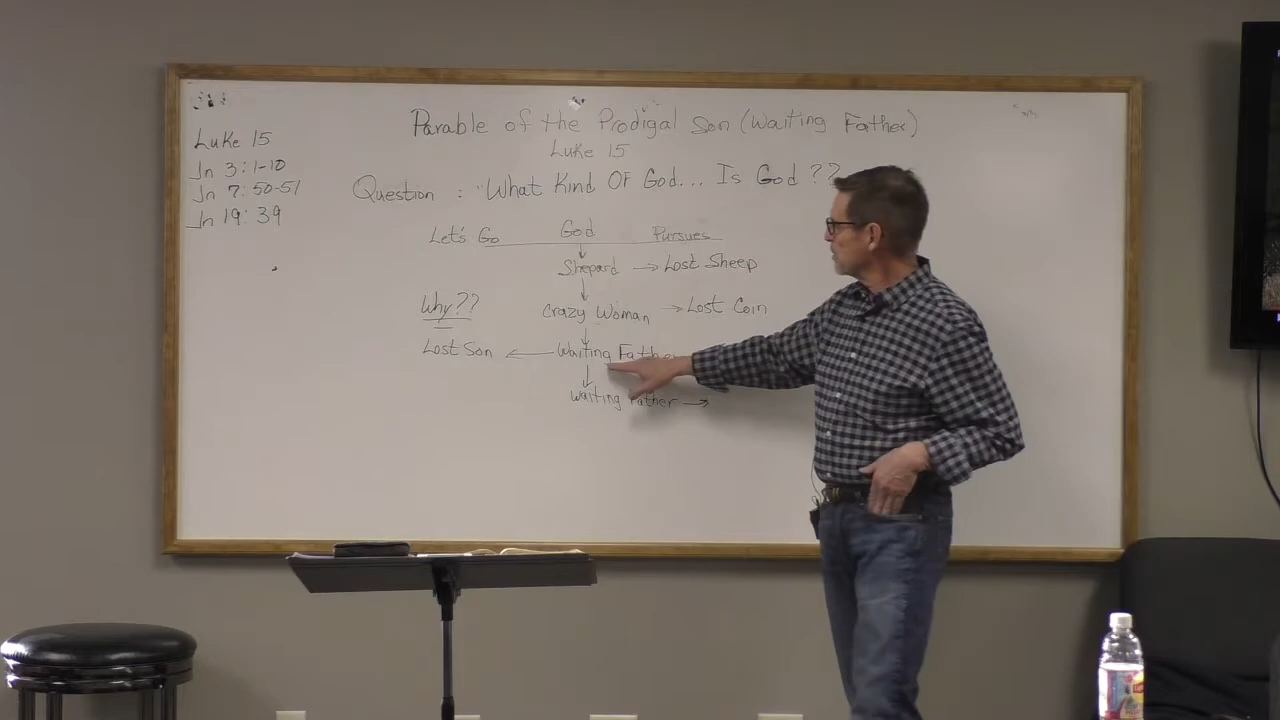 Parable of the Prodigal Son (Waiting Father)
Luke 15
Luke 15
Jn 3:1-10
Jn 7:50-51
Jn 19:39
Question : "What Kind Of God... Is God ??
Let's Go God Pursues
Shepard → Lost Sheep
Why??
Crazy Woman → Lost Coin
Lost Son ← Waiting Father
Waiting Father →